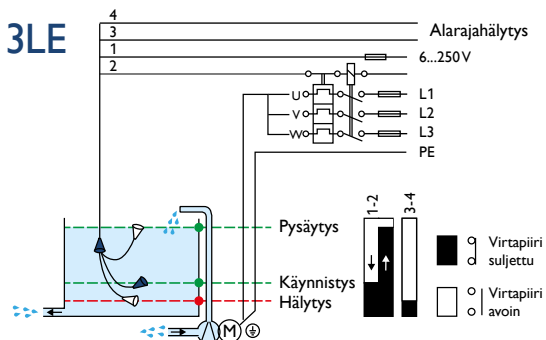 3LE
4
3
1
2
Alarajahälytys
6...250 V
U
V
W
L1
L2
L3
PE
Pysäytys
Käynnistys
Hälytys
M
1-2
3-4
Virtapiiri
suljettu
Virtapiiri
avoin